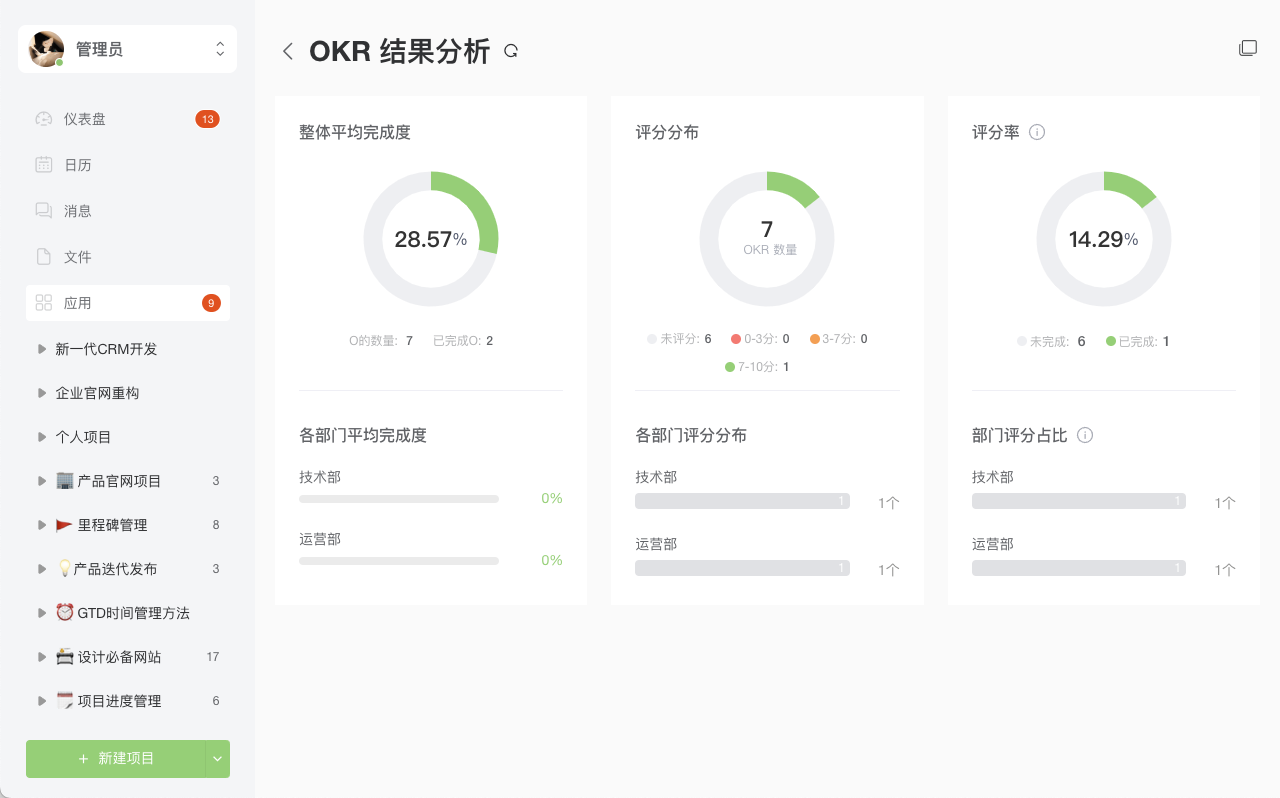 管理员
仪表盘 13
日历
消息
文件
应用 9
新一代CRM开发
企业官网重构
个人项目
产品官网项目 3
里程碑管理 8
产品迭代发布 3
GTD时间管理方法
设计必备网站 17
项目进度管理 6
+ 新建项目
OKR 结果分析
整体平均完成度
28.57%
O的数量: 7 已完成O: 2
各部门平均完成度
技术部
0%
运营部
0%
评分分布
7
OKR 数量
未评分: 6 0-3分: 0 3-7分: 0
7-10分: 1
各部门评分分布
技术部
1 1个
运营部
1 1个
评分率
14.29%
未完成: 6 已完成: 1
部门评分占比
技术部
1 1个
运营部
1 1个